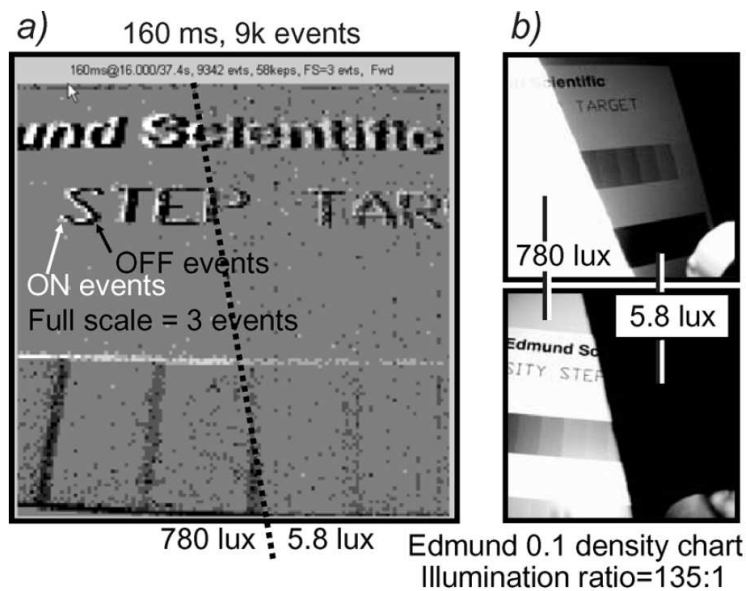 a)
160 ms, 9k events
160ms@16.000/37.4s, 9342 evts, 58keps, FS=3 evts, Fwd
und Scientific
STEP TAR
OFF events
ON events
Full scale = 3 events
780 lux
5.8 lux
b)
Scientific
TARGET
780 lux
5.8 lux
Edmund Sc
SITY STEP
Edmund 0.1 density chart
Illumination ratio=135:1